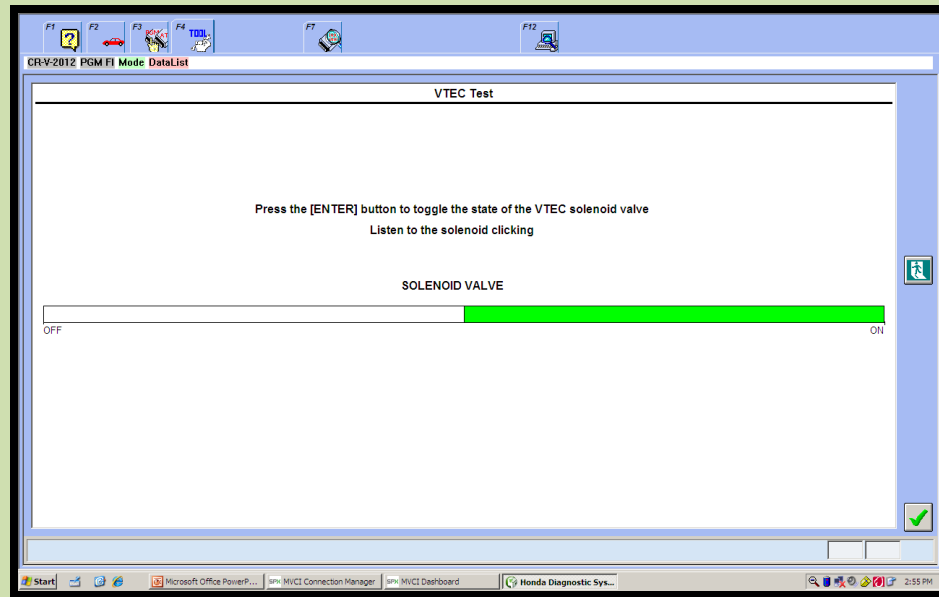 F1 F2 F3 F4 F7 F12
TOOL
CR-V-2012 PGM FI Mode DataList
VTEC Test
Press the [ENTER] button to toggle the state of the VTEC solenoid valve
Listen to the solenoid clicking
SOLENOID VALVE
OFF ON
Start Microsoft Office PowerP... SPX MVCI Connection Manager SPX MVCI Dashboard Honda Diagnostic Sys... 2:55 PM